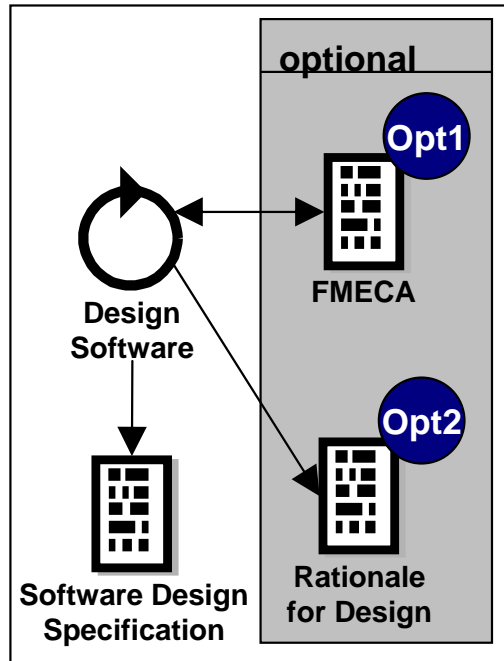 optional
Opt1
FMECA
Design
Software
Opt2
Software Design
Specification
Rationale
for Design